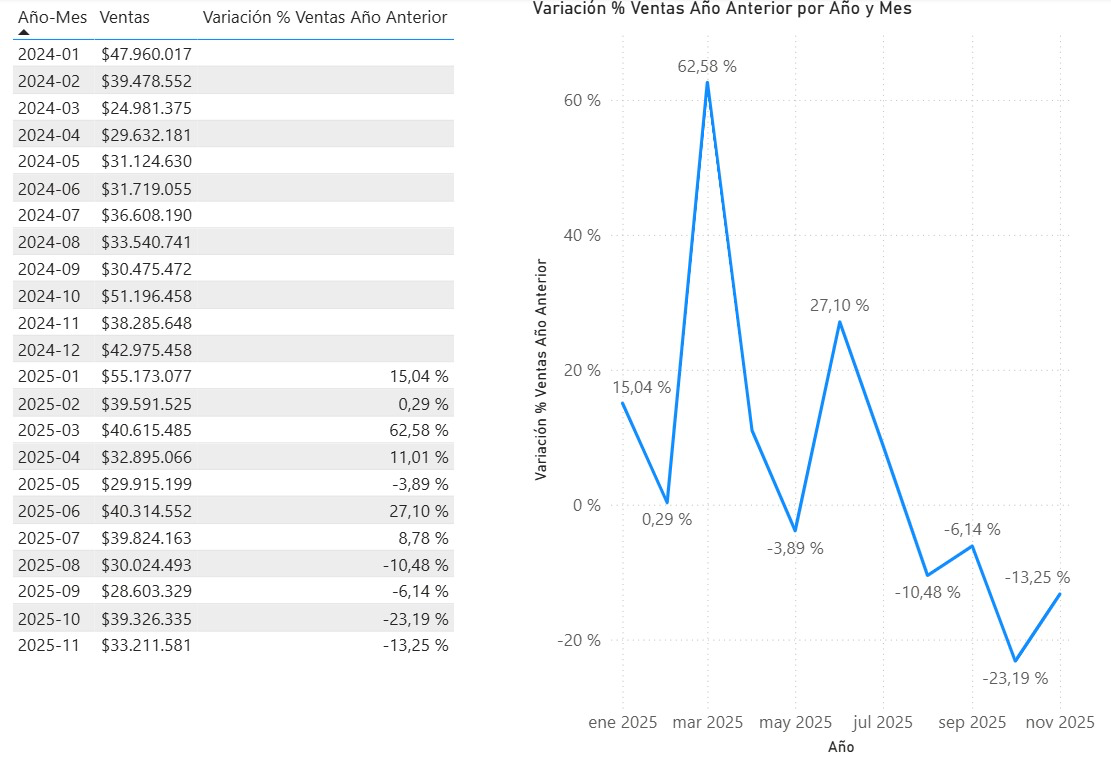 Año-Mes Ventas Variación % Ventas Año Anterior
2024-01 $47.960.017
2024-02 $39.478.552
2024-03 $24.981.375
2024-04 $29.632.181
2024-05 $31.124.630
2024-06 $31.719.055
2024-07 $36.608.190
2024-08 $33.540.741
2024-09 $30.475.472
2024-10 $51.196.458
2024-11 $38.285.648
2024-12 $42.975.458
2025-01 $55.173.077 15,04 %
2025-02 $39.591.525 0,29 %
2025-03 $40.615.485 62,58 %
2025-04 $32.895.066 11,01 %
2025-05 $29.915.199 -3,89 %
2025-06 $40.314.552 27,10 %
2025-07 $39.824.163 8,78 %
2025-08 $30.024.493 -10,48 %
2025-09 $28.603.329 -6,14 %
2025-10 $39.326.335 -23,19 %
2025-11 $33.211.581 -13,25 %
Variación % Ventas Año Anterior por Año y Mes
Variación % Ventas Año Anterior
60 %
40 %
20 %
0 %
-20 %
15,04 %
0,29 %
62,58 %
-3,89 %
27,10 %
-10,48 %
-6,14 %
-23,19 %
-13,25 %
ene 2025 mar 2025 may 2025 jul 2025 sep 2025 nov 2025
Año